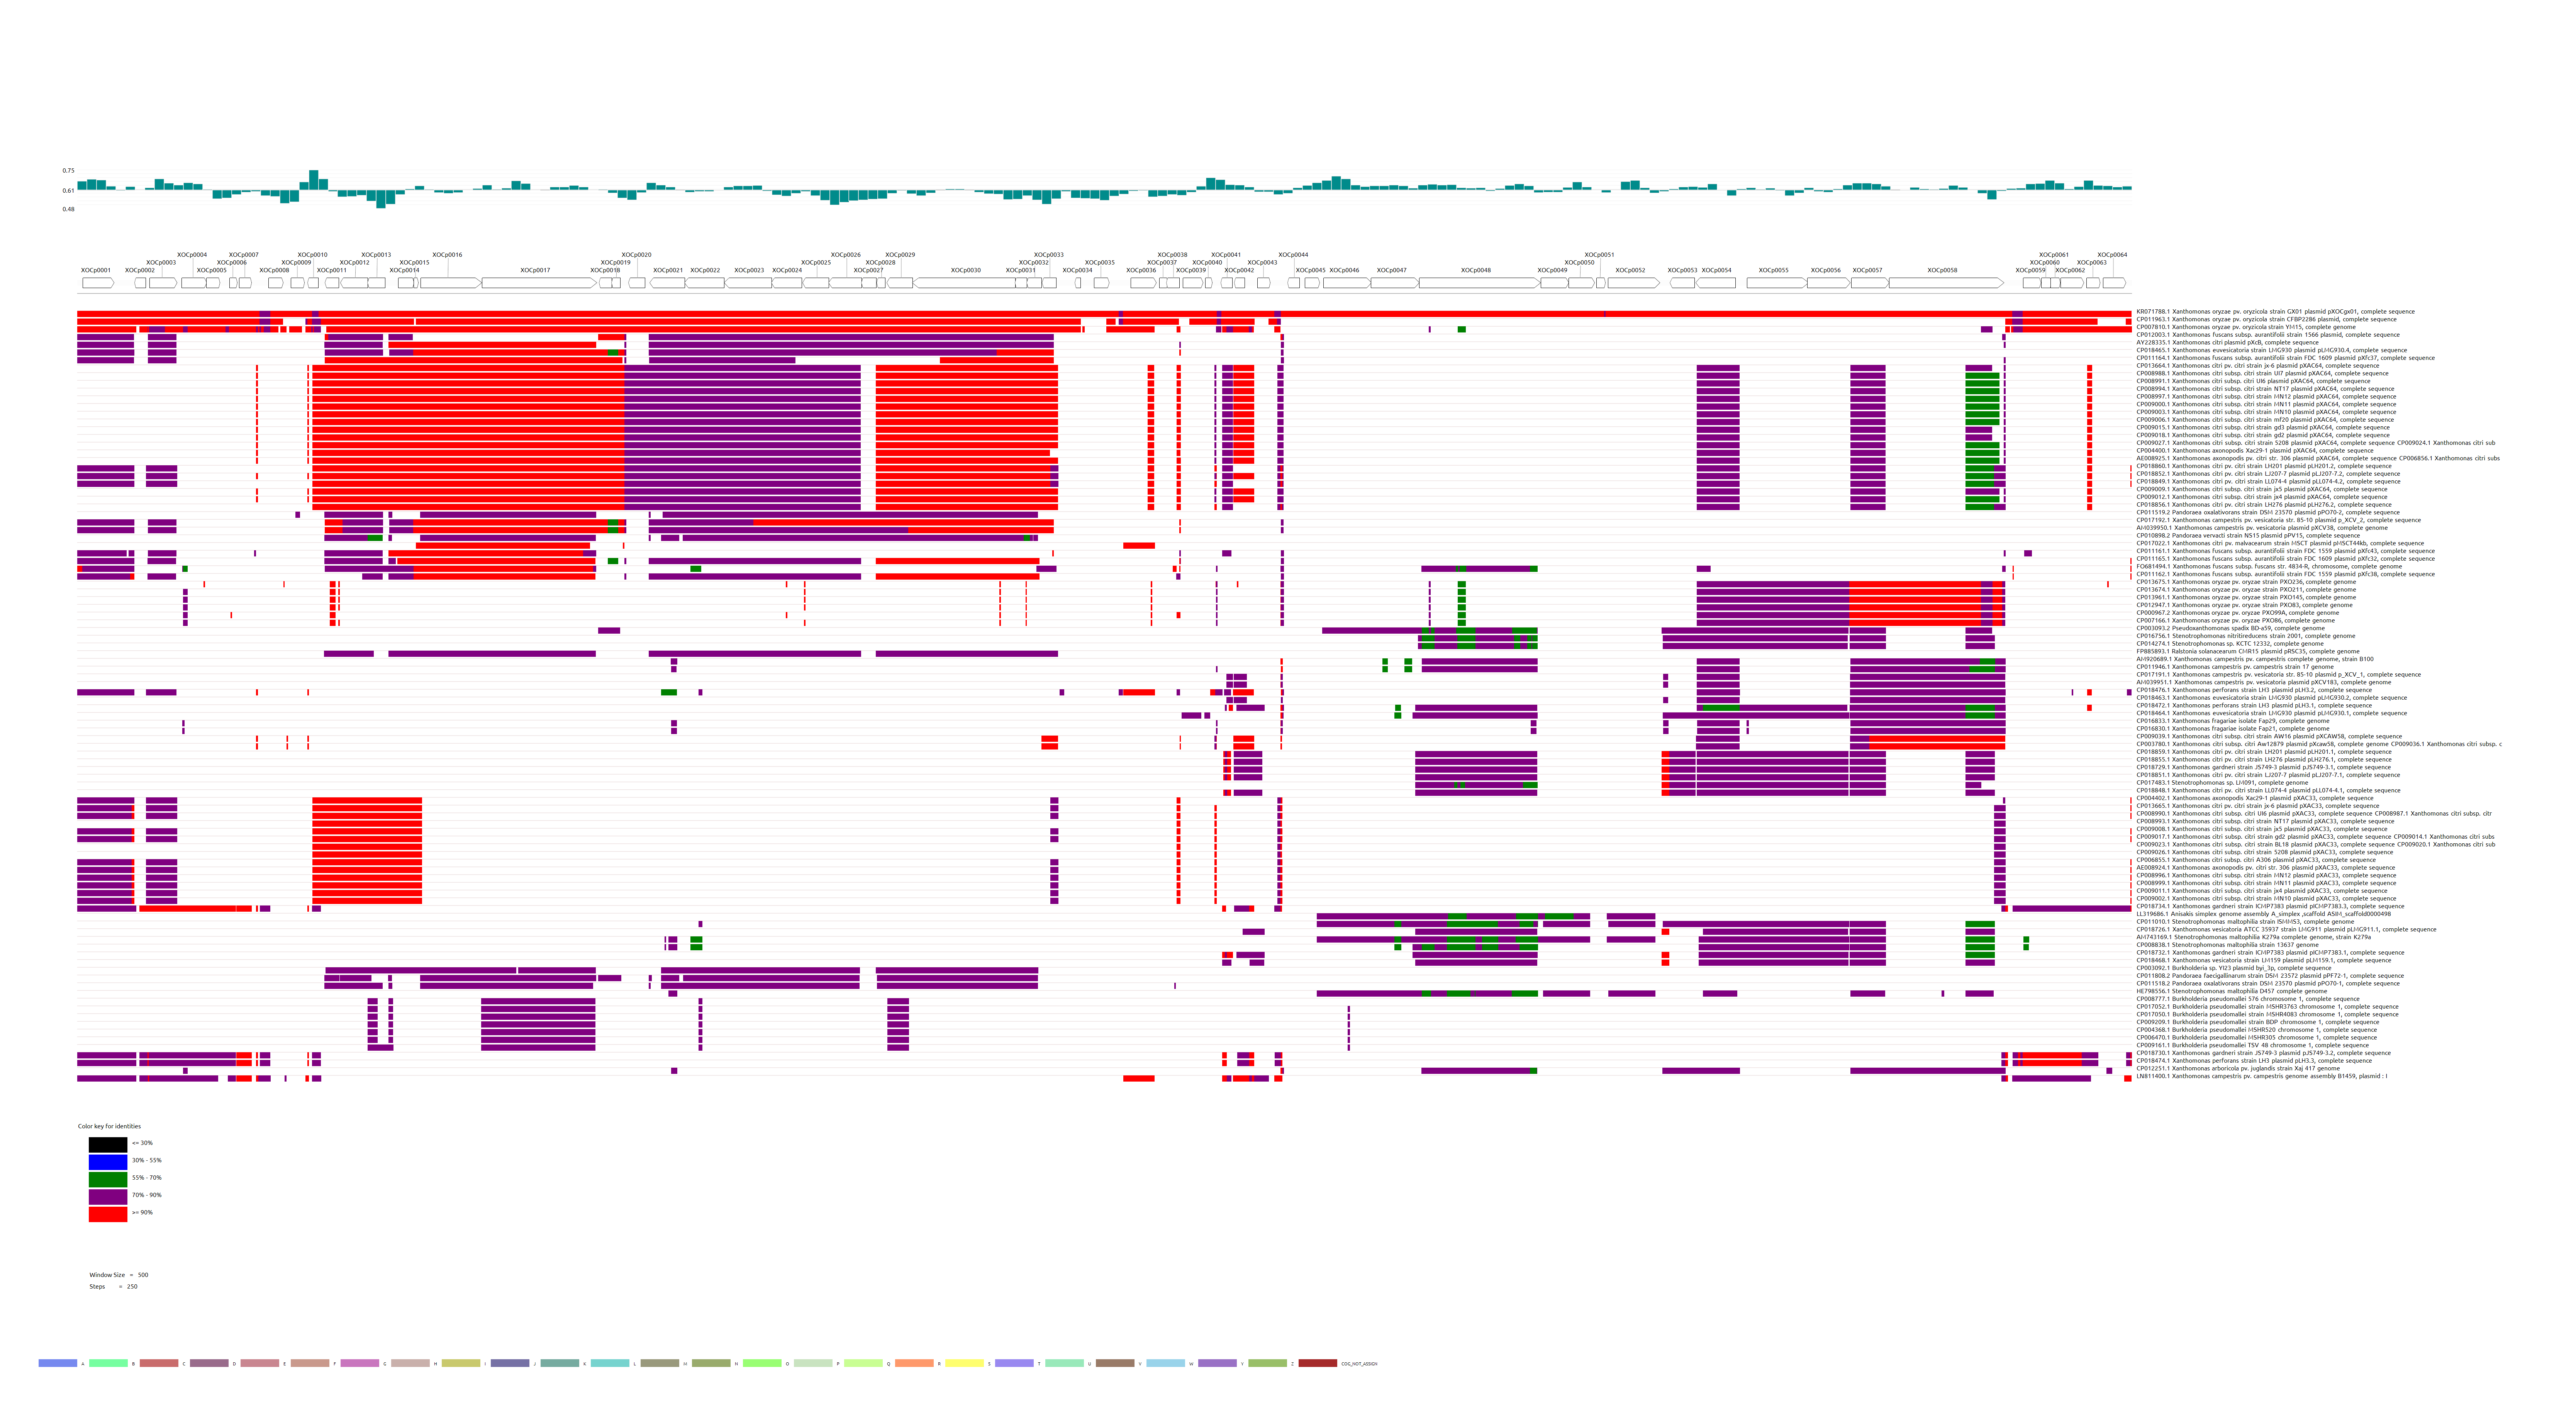 0.75
0.61
0.48
XOCp0004 XOCp0007 XOCp0010 XOCp0013 XOCp0016 XOCp0020 XOCp0026 XOCp0029 XOCp0033 XOCp0038 XOCp0041 XOCp0044 XOCp0051 XOCp0061 XOCp0064
XOCp0003 XOCp0006 XOCp0009 XOCp0012 XOCp0015 XOCp0019 XOCp0025 XOCp0028 XOCp0032 XOCp0035 XOCp0037 XOCp0040 XOCp0043 XOCp0050 XOCp0060 XOCp0063
XOCp0001 XOCp0002 XOCp0005 XOCp0008 XOCp0011 XOCp0014 XOCp0017 XOCp0018 XOCp0021 XOCp0022 XOCp0023 XOCp0024 XOCp0027 XOCp0030 XOCp0031 XOCp0034 XOCp0036 XOCp0039 XOCp0042 XOCp0045 XOCp0046 XOCp0047 XOCp0048 XOCp0049 XOCp0052 XOCp0053 XOCp0054 XOCp0055 XOCp0056 XOCp0057 XOCp0058 XOCp0059 XOCp0062
KR071788.1 Xanthomonas oryzae pv. oryzicola strain GX01 plasmid pXOCgx01, complete sequence
CP011963.1 Xanthomonas oryzae pv. oryzicola strain CFBP2286 plasmid, complete sequence
CP007810.1 Xanthomonas oryzae pv. oryzicola strain YM15, complete genome
CP012003.1 Xanthomonas fuscans subsp. aurantifolii strain 1566 plasmid, complete sequence
AY228335.1 Xanthomonas citri plasmid pXcB, complete sequence
CP018465.1 Xanthomonas euvesicatoria strain LMG930 plasmid pLMG930.4, complete sequence
CP011164.1 Xanthomonas fuscans subsp. aurantifolii strain FDC 1609 plasmid pXfc37, complete sequence
CP013664.1 Xanthomonas citri pv. citri strain jx-6 plasmid pXAC64, complete sequence
CP008988.1 Xanthomonas citri subsp. citri strain UI7 plasmid pXAC64, complete sequence
CP008991.1 Xanthomonas citri subsp. citri UI6 plasmid pXAC64, complete sequence
CP008994.1 Xanthomonas citri subsp. citri strain NT17 plasmid pXAC64, complete sequence
CP008997.1 Xanthomonas citri subsp. citri strain MN12 plasmid pXAC64, complete sequence
CP009000.1 Xanthomonas citri subsp. citri strain MN11 plasmid pXAC64, complete sequence
CP009003.1 Xanthomonas citri subsp. citri strain MN10 plasmid pXAC64, complete sequence
CP009006.1 Xanthomonas citri subsp. citri strain mf20 plasmid pXAC64, complete sequence
CP009015.1 Xanthomonas citri subsp. citri strain gd3 plasmid pXAC64, complete sequence
CP009018.1 Xanthomonas citri subsp. citri strain gd2 plasmid pXAC64, complete sequence
CP009027.1 Xanthomonas citri subsp. citri strain 5208 plasmid pXAC64, complete sequence CP009024.1 Xanthomonas citri sub
CP004400.1 Xanthomonas axonopodis Xac29-1 plasmid pXAC64, complete sequence
AE008925.1 Xanthomonas axonopodis pv. citri str. 306 plasmid pXAC64, complete sequence CP006856.1 Xanthomonas citri subs
CP018860.1 Xanthomonas citri pv. citri strain LH201 plasmid pLH201.2, complete sequence
CP018852.1 Xanthomonas citri pv. citri strain LJ207-7 plasmid pLJ207-7.2, complete sequence
CP018849.1 Xanthomonas citri pv. citri strain LL074-4 plasmid pLL074-4.2, complete sequence
CP009009.1 Xanthomonas citri subsp. citri strain jx5 plasmid pXAC64, complete sequence
CP009012.1 Xanthomonas citri subsp. citri strain jx4 plasmid pXAC64, complete sequence
CP018856.1 Xanthomonas citri pv. citri strain LH276 plasmid pLH276.2, complete sequence
CP011519.2 Pandoraea oxalativorans strain DSM 23570 plasmid pPO70-2, complete sequence
CP017192.1 Xanthomonas campestris pv. vesicatoria str. 85-10 plasmid p_XCV_2, complete sequence
AM039950.1 Xanthomonas campestris pv. vesicatoria plasmid pXCV38, complete genome
CP010898.2 Pandoraea vervacti strain NS15 plasmid pPV15, complete sequence
CP017022.1 Xanthomonas citri pv. malvacearum strain MSCT plasmid pMSCT44kb, complete sequence
CP011161.1 Xanthomonas fuscans subsp. aurantifolii strain FDC 1559 plasmid pXfc43, complete sequence
CP011165.1 Xanthomonas fuscans subsp. aurantifolii strain FDC 1609 plasmid pXfc32, complete sequence
FO681494.1 Xanthomonas fuscans subsp. fuscans str. 4834-R, chromosome, complete genome
CP011162.1 Xanthomonas fuscans subsp. aurantifolii strain FDC 1559 plasmid pXfc38, complete sequence
CP013675.1 Xanthomonas oryzae pv. oryzae strain PXO236, complete genome
CP013674.1 Xanthomonas oryzae pv. oryzae strain PXO211, complete genome
CP013961.1 Xanthomonas oryzae pv. oryzae strain PXO145, complete genome
CP012947.1 Xanthomonas oryzae pv. oryzae strain PXO83, complete genome
CP000967.2 Xanthomonas oryzae pv. oryzae PXO99A, complete genome
CP007166.1 Xanthomonas oryzae pv. oryzae PXO86, complete genome
CP003093.2 Pseudoxanthomonas spadix BD-a59, complete genome
CP016756.1 Stenotrophomonas nitritireducens strain 2001, complete genome
CP014274.1 Stenotrophomonas sp. KCTC 12332, complete genome
FP885893.1 Ralstonia solanacearum CMR15 plasmid pRSC35, complete genome
AM920689.1 Xanthomonas campestris pv. campestris complete genome, strain B100
CP011946.1 Xanthomonas campestris pv. campestris strain 17 genome
CP017191.1 Xanthomonas campestris pv. vesicatoria str. 85-10 plasmid p_XCV_1, complete sequence
AM039951.1 Xanthomonas campestris pv. vesicatoria plasmid pXCV183, complete genome
CP018476.1 Xanthomonas perforans strain LH3 plasmid pLH3.2, complete sequence
CP018463.1 Xanthomonas euvesicatoria strain LMG930 plasmid pLMG930.2, complete sequence
CP018472.1 Xanthomonas perforans strain LH3 plasmid pLH3.1, complete sequence
CP018464.1 Xanthomonas euvesicatoria strain LMG930 plasmid pLMG930.1, complete sequence
CP016833.1 Xanthomonas fragariae isolate Fap29, complete genome
CP016830.1 Xanthomonas fragariae isolate Fap21, complete genome
CP009039.1 Xanthomonas citri subsp. citri strain AW16 plasmid pXCAW58, complete sequence
CP003780.1 Xanthomonas citri subsp. citri Aw12879 plasmid pXcaw58, complete genome CP009036.1 Xanthomonas citri subsp. c
CP018859.1 Xanthomonas citri pv. citri strain LH201 plasmid pLH201.1, complete sequence
CP018855.1 Xanthomonas citri pv. citri strain LH276 plasmid pLH276.1, complete sequence
CP018729.1 Xanthomonas gardneri strain JS749-3 plasmid pJS749-3.1, complete sequence
CP018851.1 Xanthomonas citri pv. citri strain LJ207-7 plasmid pLJ207-7.1, complete sequence
CP017483.1 Stenotrophomonas sp. LM091, complete genome
CP018848.1 Xanthomonas citri pv. citri strain LL074-4 plasmid pLL074-4.1, complete sequence
CP004402.1 Xanthomonas axonopodis Xac29-1 plasmid pXAC33, complete sequence
CP013665.1 Xanthomonas citri pv. citri strain jx-6 plasmid pXAC33, complete sequence
CP008990.1 Xanthomonas citri subsp. citri UI6 plasmid pXAC33, complete sequence CP008987.1 Xanthomonas citri subsp. citr
CP008993.1 Xanthomonas citri subsp. citri strain NT17 plasmid pXAC33, complete sequence
CP009008.1 Xanthomonas citri subsp. citri strain jx5 plasmid pXAC33, complete sequence
CP009017.1 Xanthomonas citri subsp. citri strain gd2 plasmid pXAC33, complete sequence CP009014.1 Xanthomonas citri subs
CP009023.1 Xanthomonas citri subsp. citri strain BL18 plasmid pXAC33, complete sequence CP009020.1 Xanthomonas citri sub
CP009026.1 Xanthomonas citri subsp. citri strain 5208 plasmid pXAC33, complete sequence
CP006855.1 Xanthomonas citri subsp. citri A306 plasmid pXAC33, complete sequence
AE008924.1 Xanthomonas axonopodis pv. citri str. 306 plasmid pXAC33, complete sequence
CP008996.1 Xanthomonas citri subsp. citri strain MN12 plasmid pXAC33, complete sequence
CP008999.1 Xanthomonas citri subsp. citri strain MN11 plasmid pXAC33, complete sequence
CP009011.1 Xanthomonas citri subsp. citri strain jx4 plasmid pXAC33, complete sequence
CP009002.1 Xanthomonas citri subsp. citri strain MN10 plasmid pXAC33, complete sequence
CP018734.1 Xanthomonas gardneri strain ICMP7383 plasmid pICMP7383.3, complete sequence
LL319686.1 Anisakis simplex genome assembly A_simplex ,scaffold ASIM_scaffold0000498
CP011010.1 Stenotrophomonas maltophilia strain ISMMS3, complete genome
CP018726.1 Xanthomonas vesicatoria ATCC 35937 strain LMG911 plasmid pLMG911.1, complete sequence
AM743169.1 Stenotrophomonas maltophilia K279a complete genome, strain K279a
CP008838.1 Stenotrophomonas maltophilia strain 13637 genome
CP018732.1 Xanthomonas gardneri strain ICMP7383 plasmid pICMP7383.1, complete sequence
CP018468.1 Xanthomonas vesicatoria strain LM159 plasmid pLM159.1, complete sequence
CP003092.1 Burkholderia sp. YI23 plasmid byi_3p, complete sequence
CP011808.2 Pandoraea faecigallinarum strain DSM 23572 plasmid pPF72-1, complete sequence
CP011518.2 Pandoraea oxalativorans strain DSM 23570 plasmid pPO70-1, complete sequence
HE798556.1 Stenotrophomonas maltophilia D457 complete genome
CP008777.1 Burkholderia pseudomallei 576 chromosome 1, complete sequence
CP017052.1 Burkholderia pseudomallei strain MSHR3763 chromosome 1, complete sequence
CP017050.1 Burkholderia pseudomallei strain MSHR4083 chromosome 1, complete sequence
CP009209.1 Burkholderia pseudomallei strain BDP chromosome 1, complete sequence
CP004368.1 Burkholderia pseudomallei MSHR520 chromosome 1, complete sequence
CP006470.1 Burkholderia pseudomallei MSHR305 chromosome 1, complete sequence
CP009161.1 Burkholderia pseudomallei TSV 48 chromosome 1, complete sequence
CP018730.1 Xanthomonas gardneri strain JS749-3 plasmid pJS749-3.2, complete sequence
CP018474.1 Xanthomonas perforans strain LH3 plasmid pLH3.3, complete sequence
CP012251.1 Xanthomonas arboricola pv. juglandis strain Xaj 417 genome
LN811400.1 Xanthomonas campestris pv. campestris genome assembly B1459, plasmid : I
Color key for identities
<= 30%
30% - 55%
55% - 70%
70% - 90%
>= 90%
Window Size = 500
Steps = 250
A B C D E F G H I J K L M N O P Q R S T U V W Y Z COG_NOT_ASSIGN